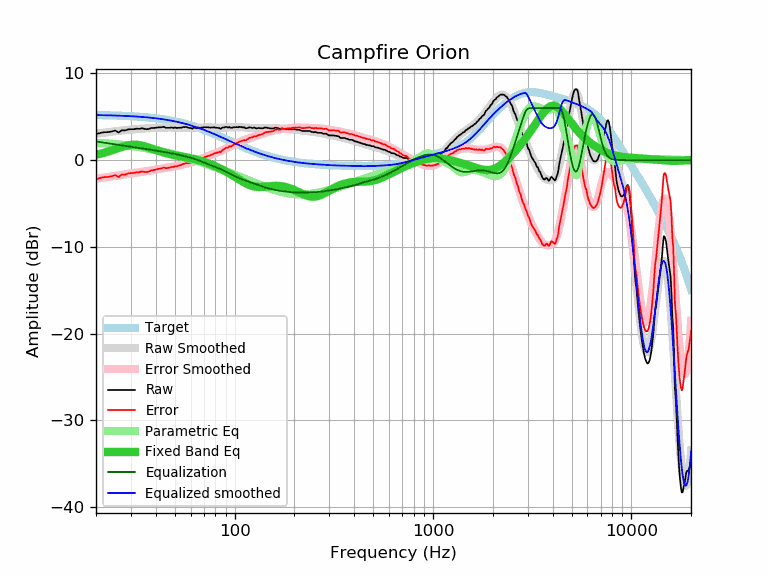 Campfire Orion
Amplitude (dBr)
10
0
−10
−20
−30
−40
Target
Raw Smoothed
Error Smoothed
Raw
Error
Parametric Eq
Fixed Band Eq
Equalization
Equalized smoothed
100
1000
10000
Frequency (Hz)